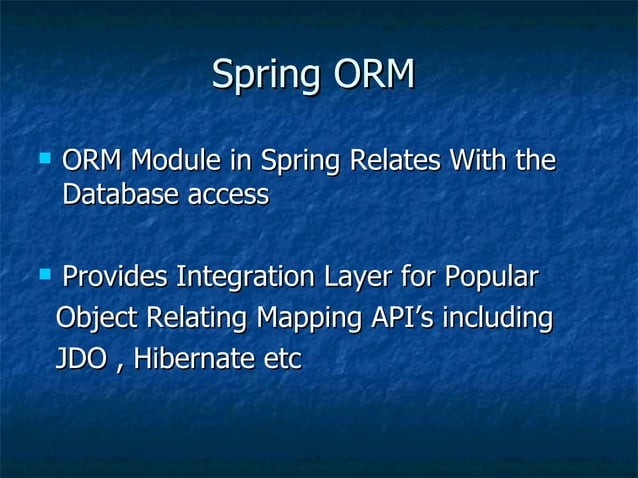 Spring ORM
ORM Module in Spring Relates With the
Database access
Provides Integration Layer for Popular
Object Relating Mapping API’s including
JDO , Hibernate etc